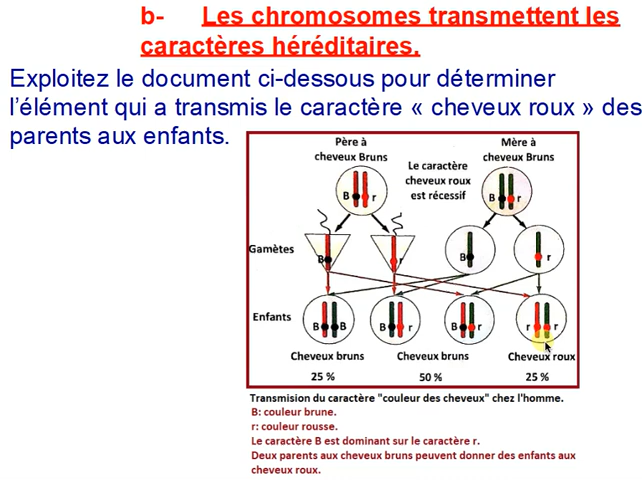 b- Les chromosomes transmettent les
caractères héréditaires.
Exploitez le document ci-dessous pour déterminer
l'élément qui a transmis le caractère « cheveux roux » des
parents aux enfants.
Père à
cheveux Bruns
Mère à
cheveux Bruns
Le caractère
cheveux roux
est récessif
B r
B r
Gamètes
B
r
B
r
Enfants
B B
B r
B r
r r
Cheveux bruns
Cheveux bruns
Cheveux roux
25 %
50 %
25 %
Transmision du caractère "couleur des cheveux" chez l'homme.
B: couleur brune.
r: couleur rousse.
Le caractère B est dominant sur le caractère r.
Deux parents aux cheveux bruns peuvent donner des enfants aux
cheveux roux.